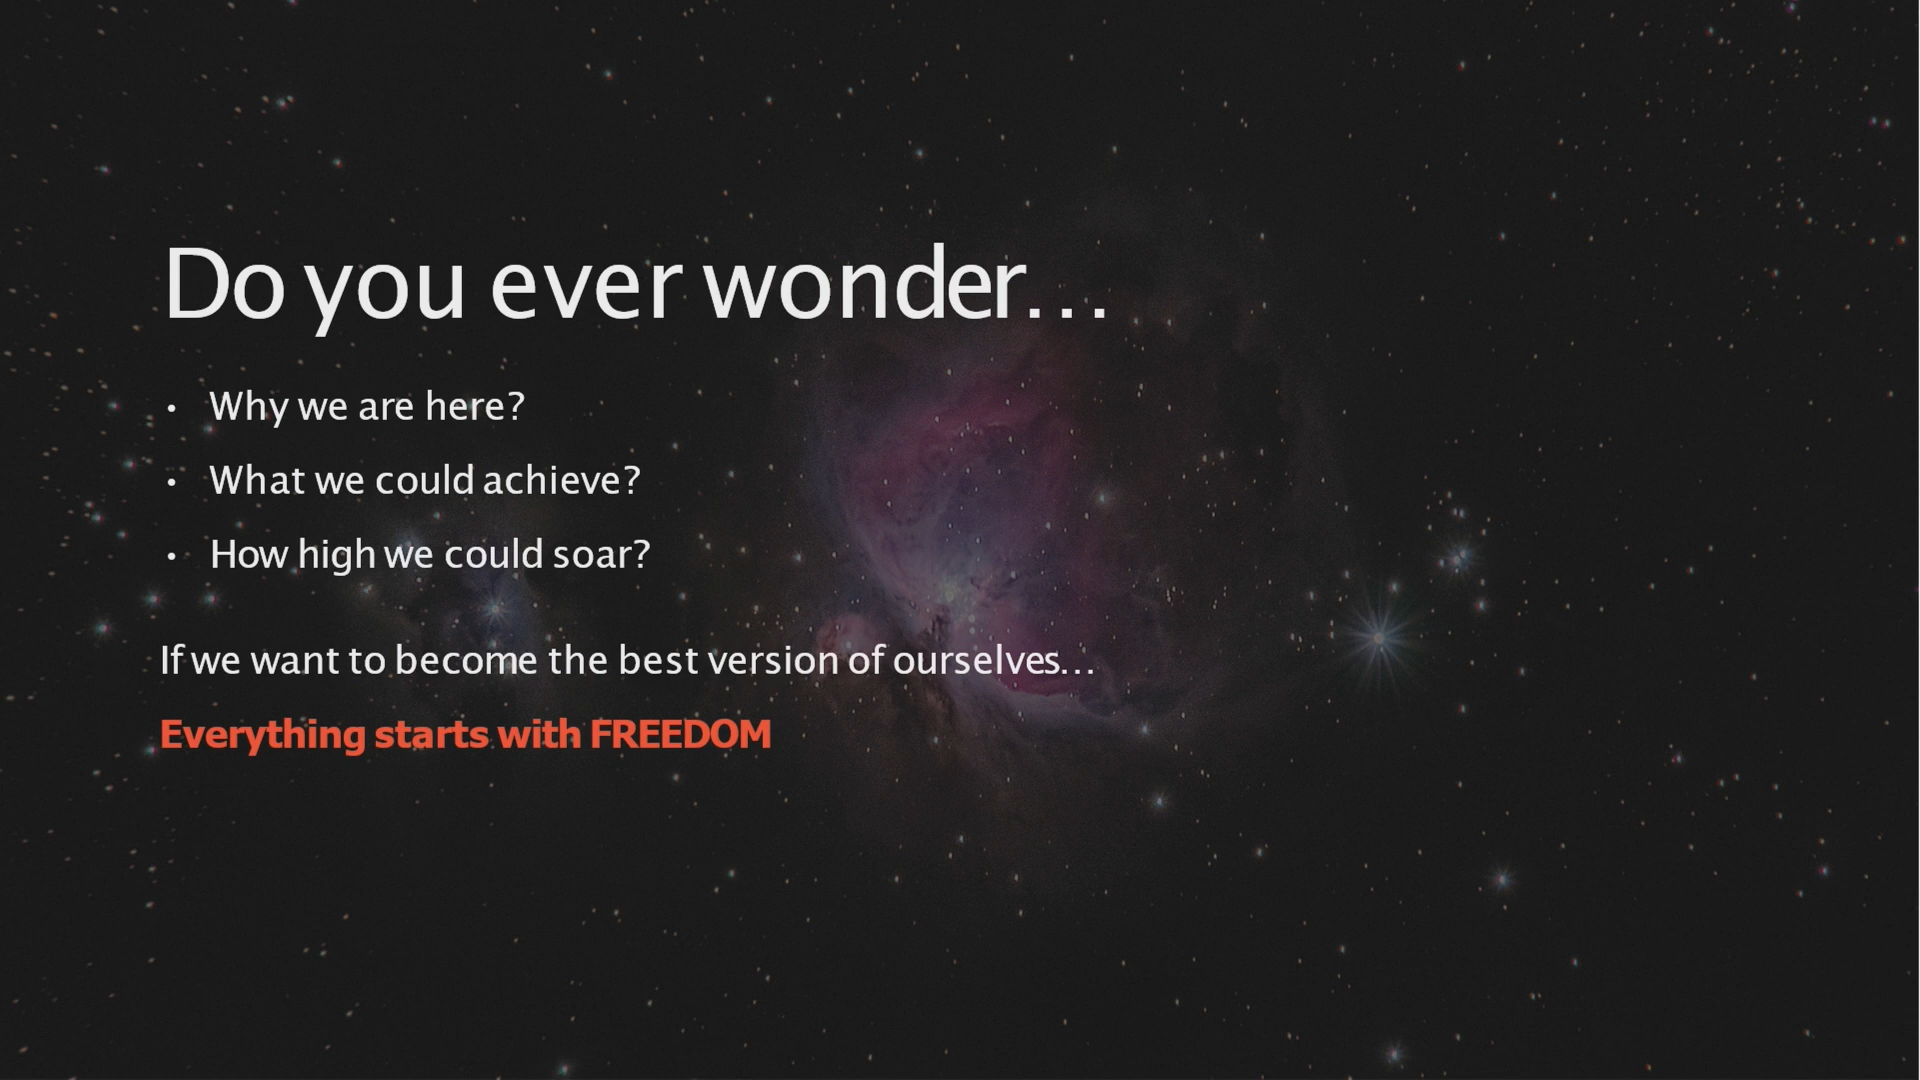 Do you ever wonder…
• Why we are here?
• What we could achieve?
• How high we could soar?
If we want to become the best version of ourselves…
Everything starts with FREEDOM